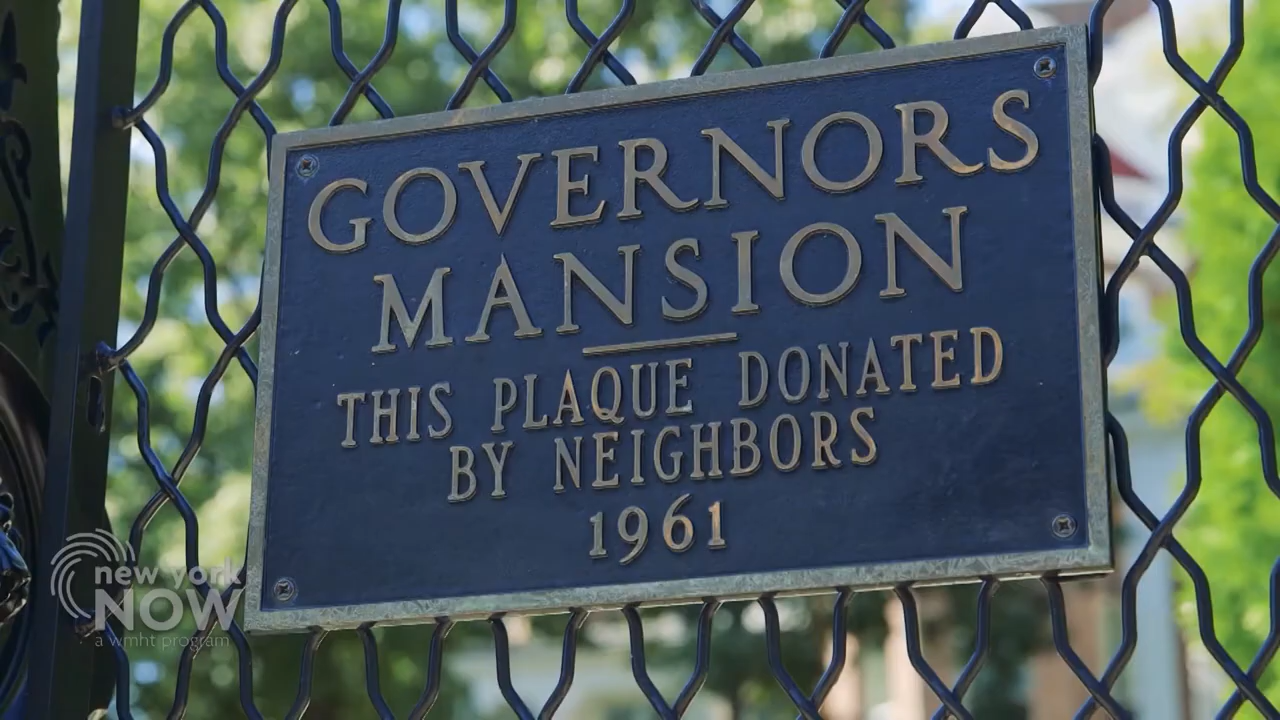 GOVERNORS
MANSION
THIS PLAQUE DONATED
BY NEIGHBORS
1961
new york
NOW
a wmht program